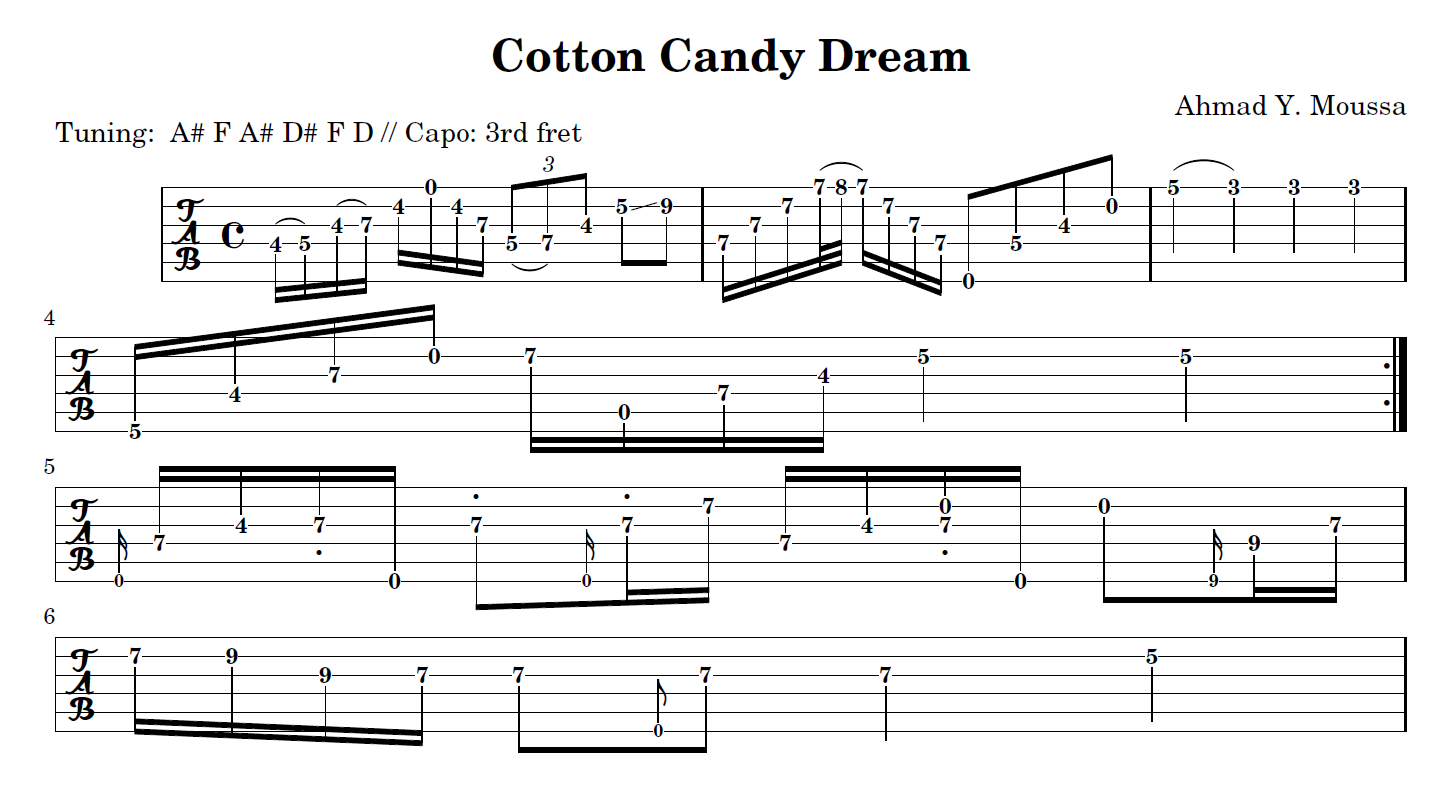 Cotton Candy Dream
Ahmad Y. Moussa
Tuning: A# F A# D# F D // Capo: 3rd fret
3
TAB C 4 5 4 7 4 0 4 7 5 7 4 5 9 7 7 7 7 8 7 7 7 7 0 5 4 0 5 3 3 3
4
TAB 5 4 7 0 7 0 7 4 5 5
5
TAB 0 7 4 7 0 7 0 7 7 7 4 0 7 0 0 9 9 7
6
TAB 7 9 9 7 7 0 7 7 5